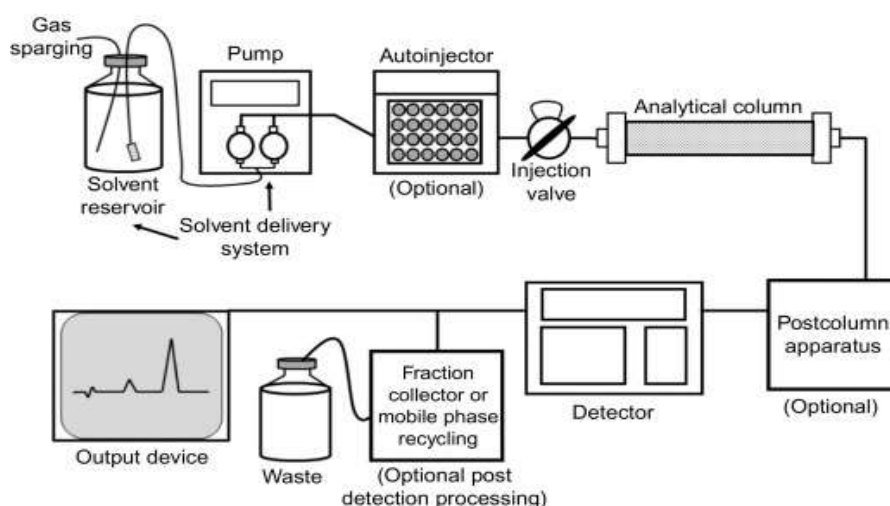 Gas
sparging
Pump
Autoinjector
Analytical column
Solvent
reservoir
Solvent delivery
system
(Optional)
Injection
valve
Postcolumn
apparatus
(Optional)
Detector
Fraction
collector or
mobile phase
recycling
(Optional post
detection processing)
Waste
Output device